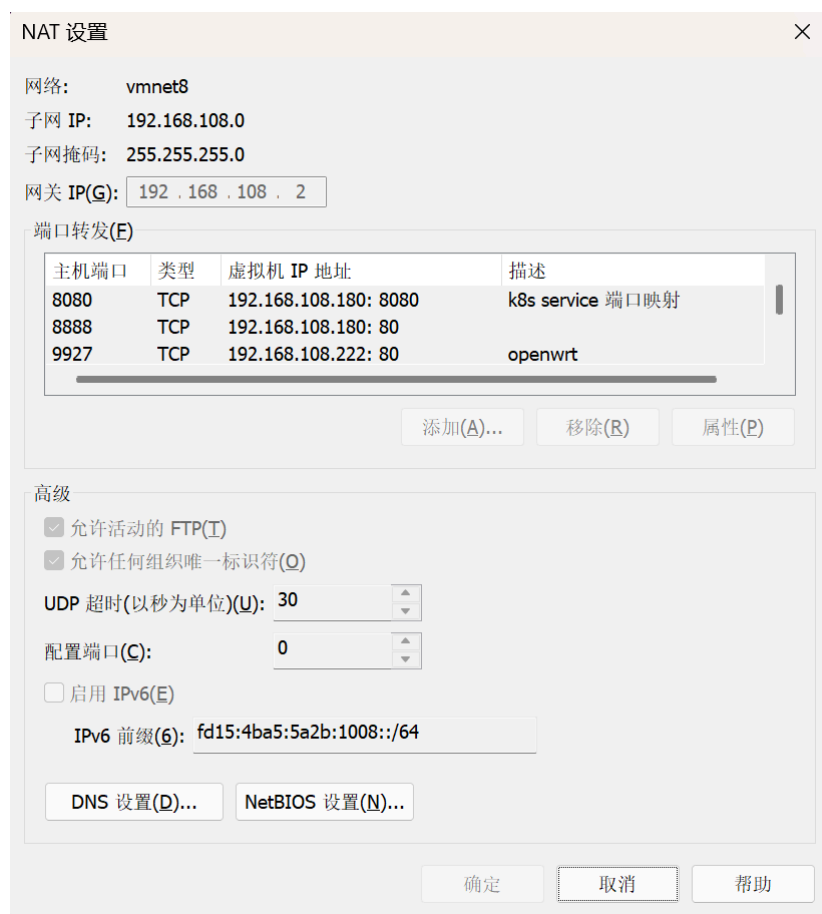 NAT 设置
网络: vmnet8
子网 IP: 192.168.108.0
子网掩码: 255.255.255.0
网关 IP(G): 192 . 168 . 108 . 2
端口转发(F)
主机端口 类型 虚拟机 IP 地址 描述
8080 TCP 192.168.108.180: 8080 k8s service 端口映射
8888 TCP 192.168.108.180: 80
9927 TCP 192.168.108.222: 80 openwrt
添加(A)... 移除(R) 属性(P)
高级
允许活动的 FTP(T)
允许任何组织唯一标识符(O)
UDP 超时(以秒为单位)(U): 30
配置端口(C): 0
启用 IPv6(E)
IPv6 前缀(6): fd15:4ba5:5a2b:1008::/64
DNS 设置(D)... NetBIOS 设置(N)...
确定 取消 帮助